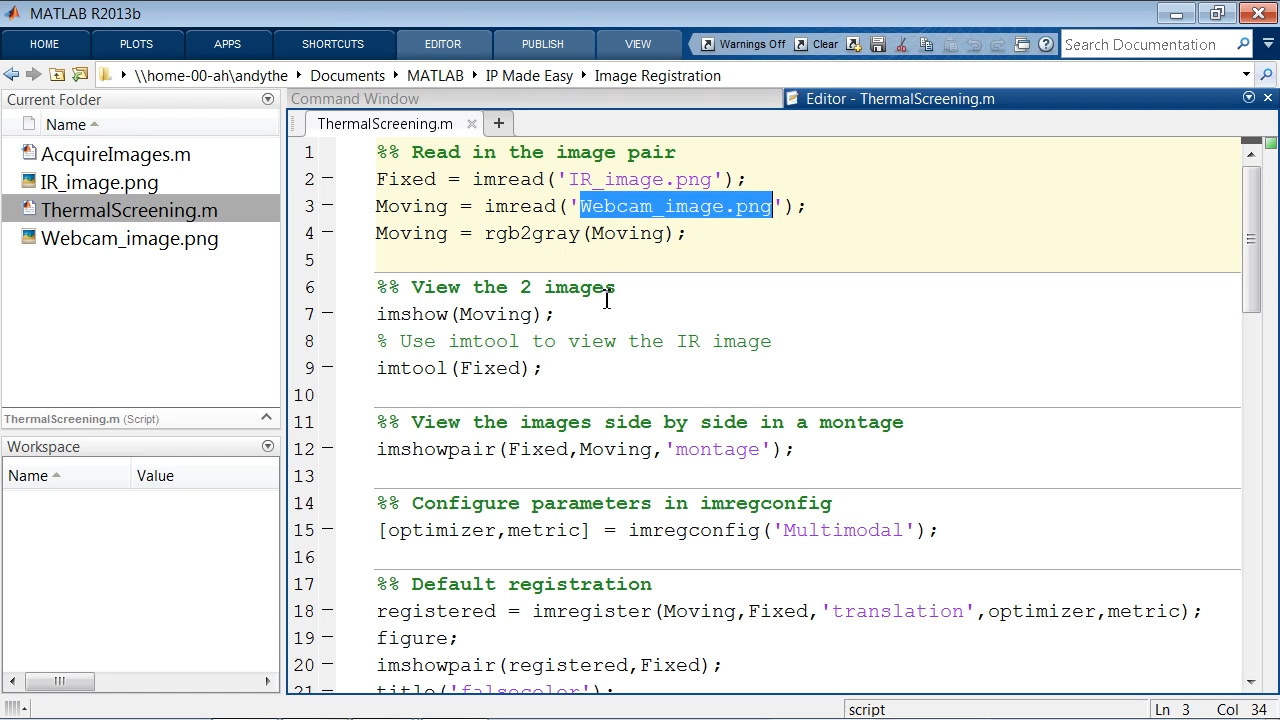 MATLAB R2013b
HOME PLOTS APPS SHORTCUTS EDITOR PUBLISH VIEW Warnings Off Clear Search Documentation
\\home-00-ah\andythe Documents MATLAB IP Made Easy Image Registration
Current Folder
Name
AcquireImages.m
IR_image.png
ThermalScreening.m
Webcam_image.png
ThermalScreening.m (Script)
Workspace
Name Value
Command Window
Editor - ThermalScreening.m
ThermalScreening.m
1 %% Read in the image pair
2 Fixed = imread('IR_image.png');
3 Moving = imread('Webcam_image.png');
4 Moving = rgb2gray(Moving);
5
6 %% View the 2 images
7 imshow(Moving);
8 % Use imtool to view the IR image
9 imtool(Fixed);
10
11 %% View the images side by side in a montage
12 imshowpair(Fixed,Moving,'montage');
13
14 %% Configure parameters in imregconfig
15 [optimizer,metric] = imregconfig('Multimodal');
16
17 %% Default registration
18 registered = imregister(Moving,Fixed,'translation',optimizer,metric);
19 figure;
20 imshowpair(registered,Fixed);
21 title('falsecolor');
script
Ln 3 Col 34